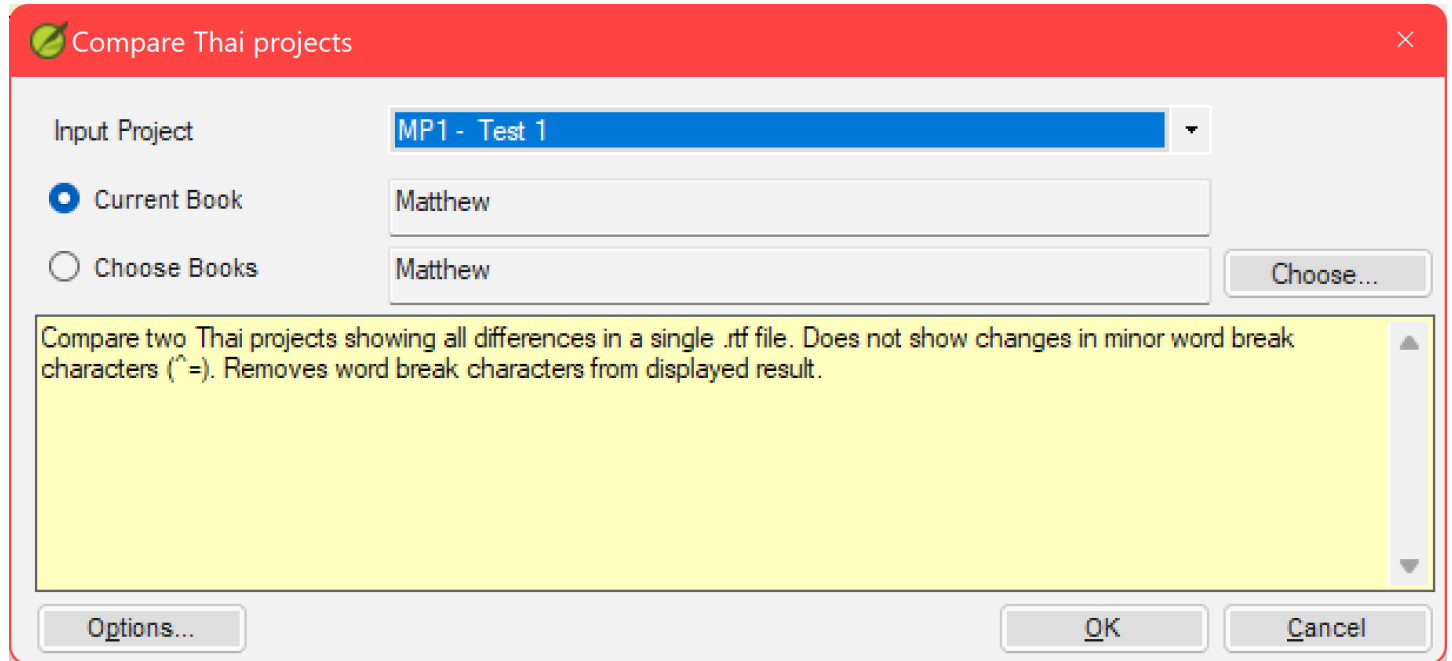 Compare Thai projects
Input Project MP1 - Test 1
Current Book Matthew
Choose Books Matthew Choose...
Compare two Thai projects showing all differences in a single .rtf file. Does not show changes in minor word break
characters (^=). Removes word break characters from displayed result.
Options... OK Cancel